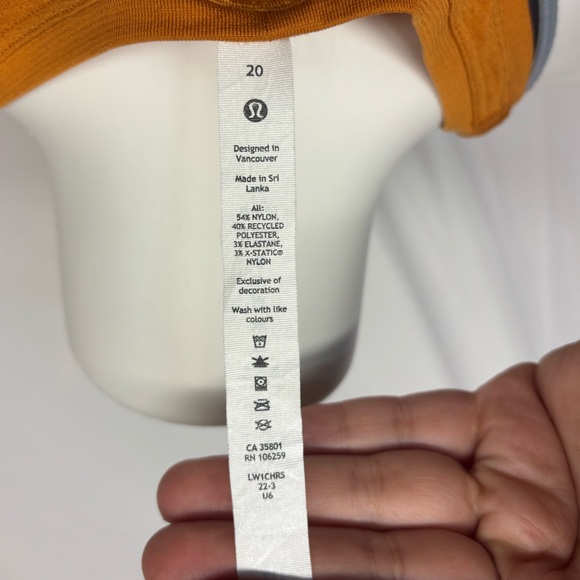 20
Designed in
Vancouver
Made in Sri
Lanka
All:
54% NYLON,
40% RECYCLED
POLYESTER,
3% ELASTANE,
3% X-STATIC®
NYLON
Exclusive of
decoration
Wash with like
colours
CA 35801
RN 106259
LW1CHRS
22-3
U6